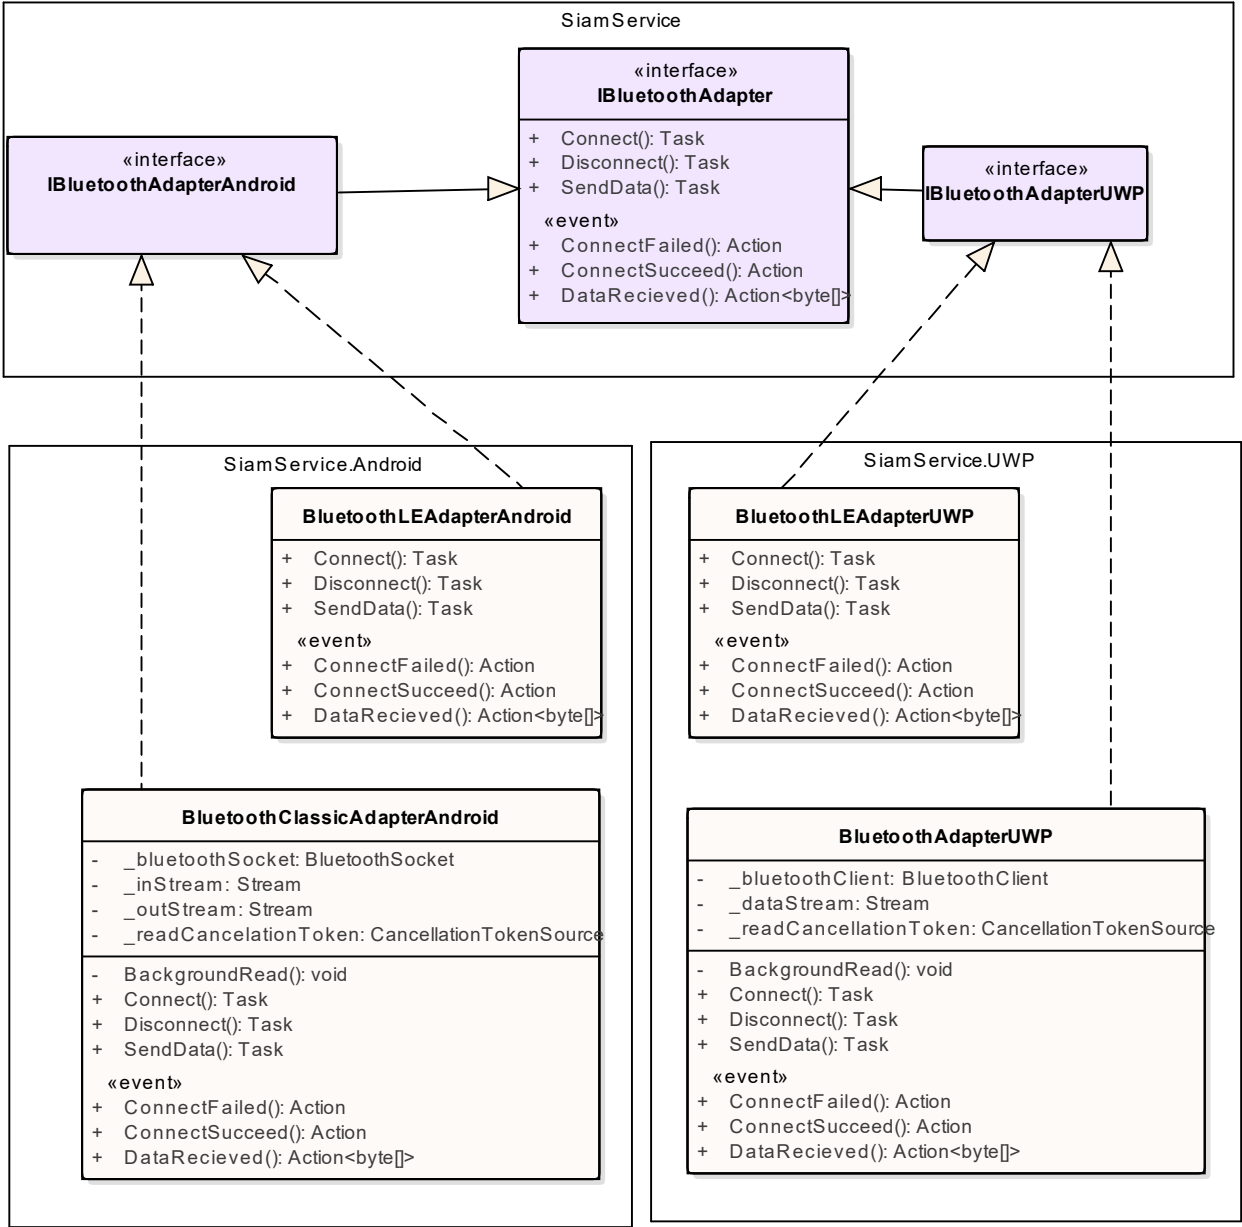 SiamService
«interface»
IBluetoothAdapter
+ Connect(): Task
+ Disconnect(): Task
+ SendData(): Task
«event»
+ ConnectFailed(): Action
+ ConnectSucceed(): Action
+ DataRecieved(): Action<byte[]>
«interface»
IBluetoothAdapterAndroid
«interface»
IBluetoothAdapterUWP
SiamService.Android
BluetoothLEAdapterAndroid
+ Connect(): Task
+ Disconnect(): Task
+ SendData(): Task
«event»
+ ConnectFailed(): Action
+ ConnectSucceed(): Action
+ DataRecieved(): Action<byte[]>
BluetoothClassicAdapterAndroid
- _bluetoothSocket: BluetoothSocket
- _inStream: Stream
- _outStream: Stream
- _readCancelationToken: CancellationTokenSource
- BackgroundRead(): void
+ Connect(): Task
+ Disconnect(): Task
+ SendData(): Task
«event»
+ ConnectFailed(): Action
+ ConnectSucceed(): Action
+ DataRecieved(): Action<byte[]>
SiamService.UWP
BluetoothLEAdapterUWP
+ Connect(): Task
+ Disconnect(): Task
+ SendData(): Task
«event»
+ ConnectFailed(): Action
+ ConnectSucceed(): Action
+ DataRecieved(): Action<byte[]>
BluetoothAdapterUWP
- _bluetoothClient: BluetoothClient
- _dataStream: Stream
- _readCancellationToken: CancellationTokenSource
- BackgroundRead(): void
+ Connect(): Task
+ Disconnect(): Task
+ SendData(): Task
«event»
+ ConnectFailed(): Action
+ ConnectSucceed(): Action
+ DataRecieved(): Action<byte[]>